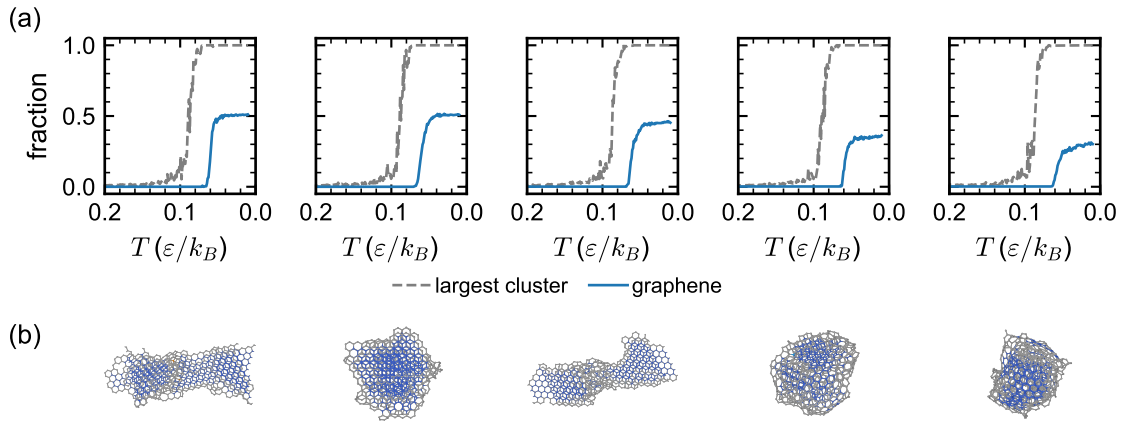 (a)
fraction
1.0
0.5
0.0
0.2 0.1 0.0 0.2 0.1 0.0 0.2 0.1 0.0 0.2 0.1 0.0 0.2 0.1 0.0
T (ε/k_B) T (ε/k_B) T (ε/k_B) T (ε/k_B) T (ε/k_B)
largest cluster graphene
(b)